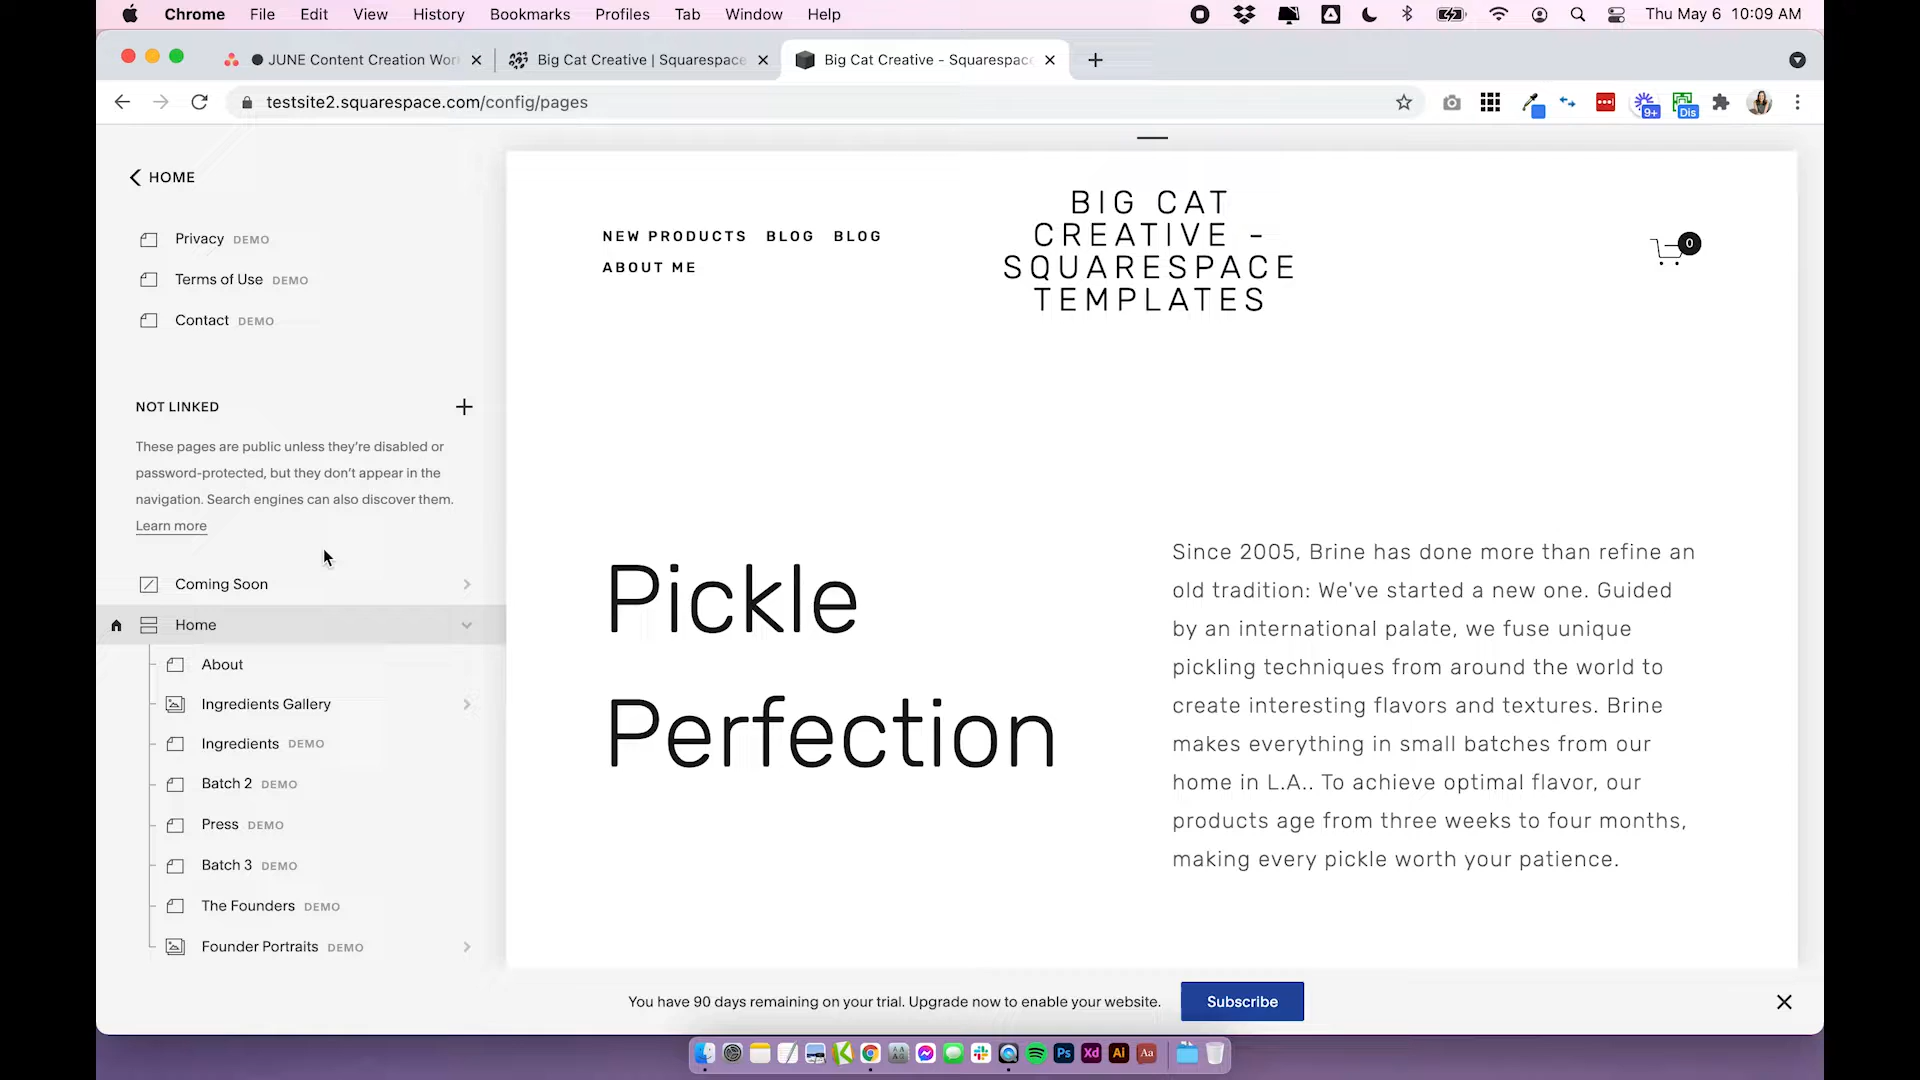 Chrome File Edit View History Bookmarks Profiles Tab Window Help Thu May 6 10:09 AM
JUNE Content Creation Wor
Big Cat Creative | Squarespace
Big Cat Creative - Squarespac
testsite2.squarespace.com/config/pages
9+
Dis
HOME
Privacy DEMO
Terms of Use DEMO
Contact DEMO
NOT LINKED
These pages are public unless they're disabled or
password-protected, but they don't appear in the
navigation. Search engines can also discover them.
Learn more
Coming Soon
Home
About
Ingredients Gallery
Ingredients DEMO
Batch 2 DEMO
Press DEMO
Batch 3 DEMO
The Founders DEMO
Founder Portraits DEMO
NEW PRODUCTS BLOG BLOG
ABOUT ME
BIG CAT
CREATIVE -
SQUARESPACE
TEMPLATES
0
Pickle
Perfection
Since 2005, Brine has done more than refine an
old tradition: We've started a new one. Guided
by an international palate, we fuse unique
pickling techniques from around the world to
create interesting flavors and textures. Brine
makes everything in small batches from our
home in L.A.. To achieve optimal flavor, our
products age from three weeks to four months,
making every pickle worth your patience.
You have 90 days remaining on your trial. Upgrade now to enable your website.
Subscribe
Ps
Xd
Ai
Aa